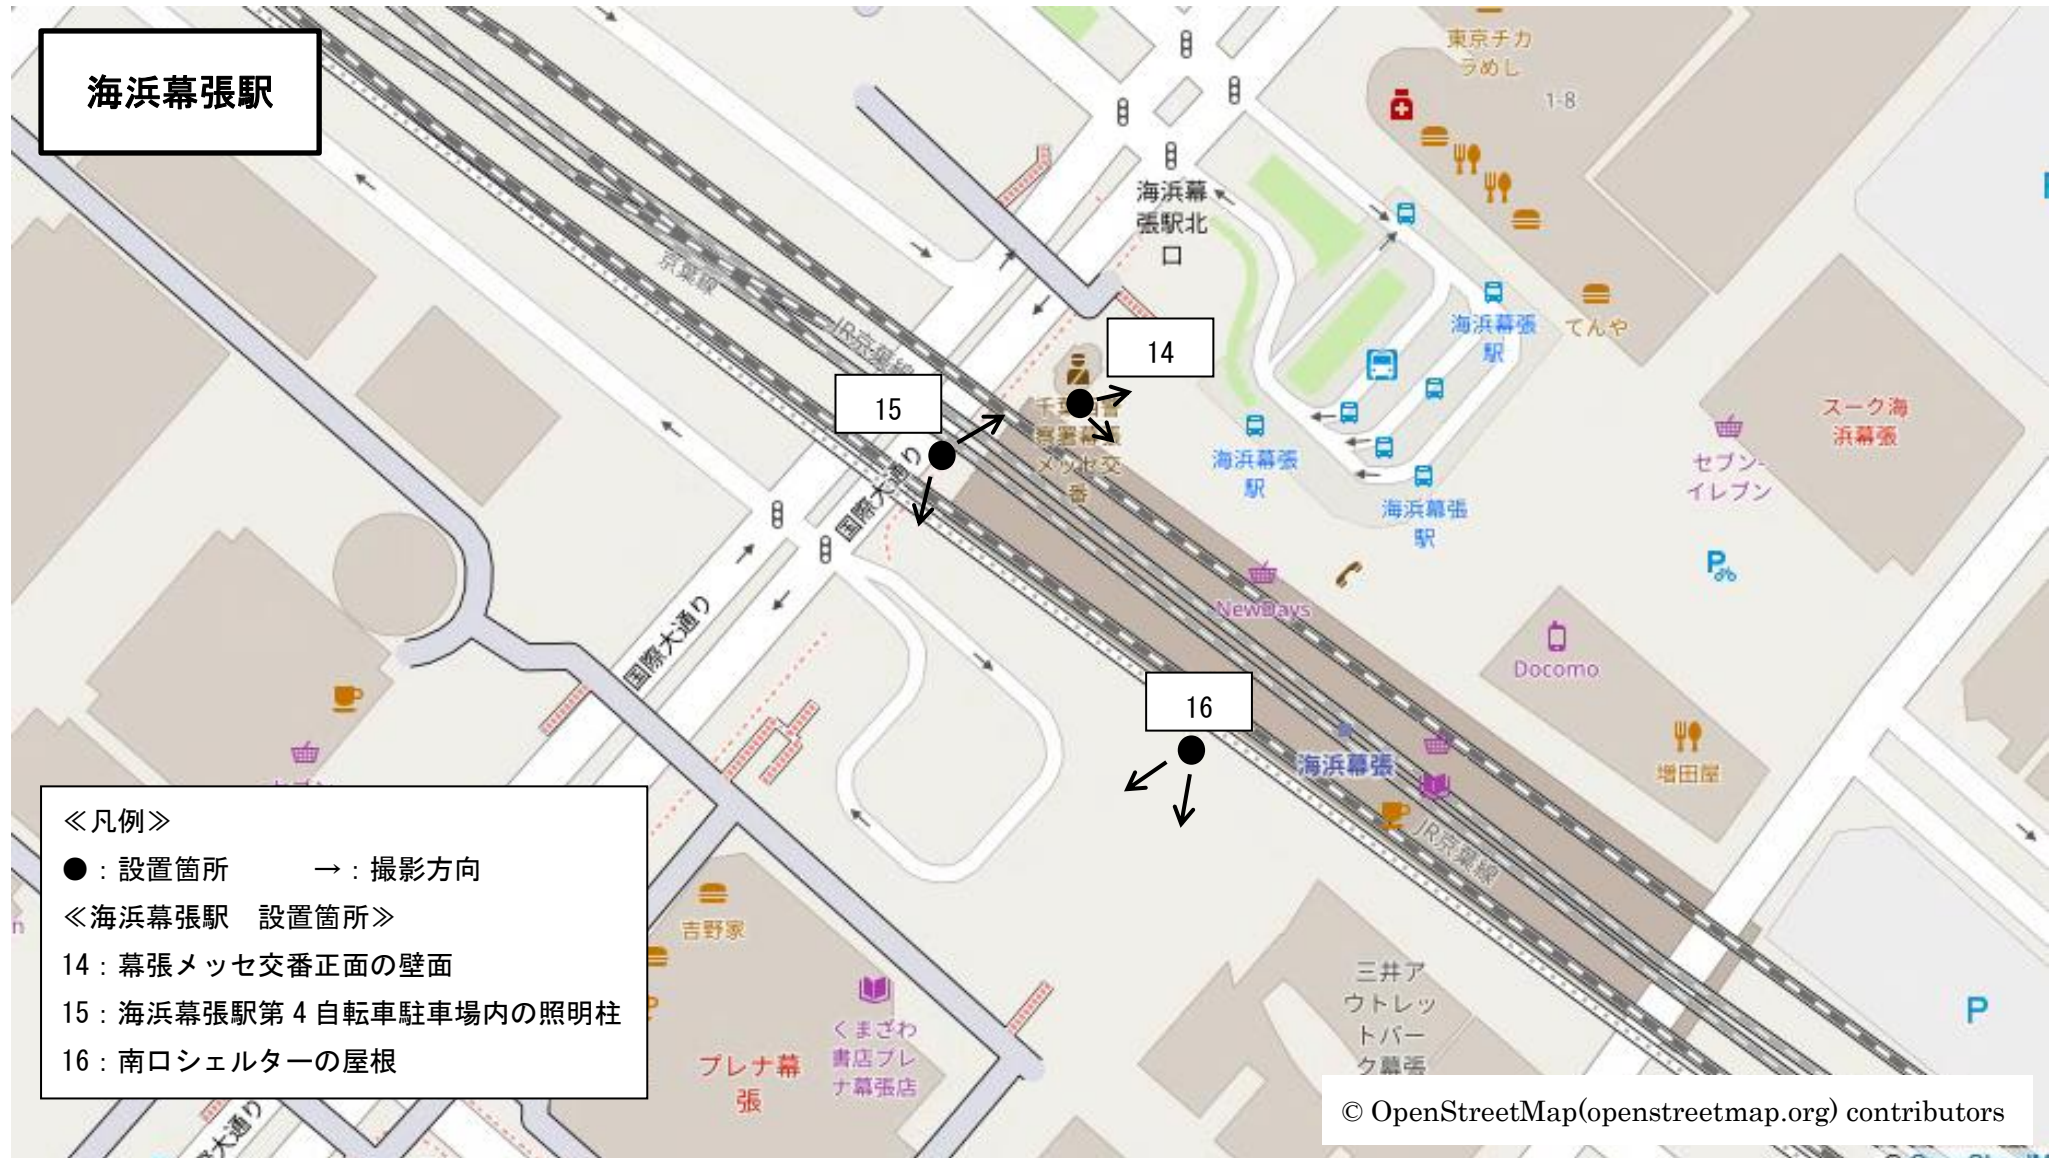 海浜幕張駅
東京チカ
ラめし
1-8
海浜幕
張駅北
口
京葉線
JR京葉線
14
15
海浜幕張
駅
てんや
千葉西警
察署幕張
メッセ交
番
海浜幕張
駅
海浜幕張
駅
スーク海
浜幕張
セブン-
イレブン
国際大通り
国際大通り
NewDays
Docomo
16
海浜幕張
増田屋
JR京葉線
吉野家
くまざわ
書店プレ
ナ幕張店
プレナ幕
張
三井ア
ウトレッ
トパー
ク幕張
P
≪凡例≫
●:設置箇所 →:撮影方向
≪海浜幕張駅 設置箇所≫
14:幕張メッセ交番正面の壁面
15:海浜幕張駅第4自転車駐車場内の照明柱
16:南口シェルターの屋根
© OpenStreetMap(openstreetmap.org) contributors